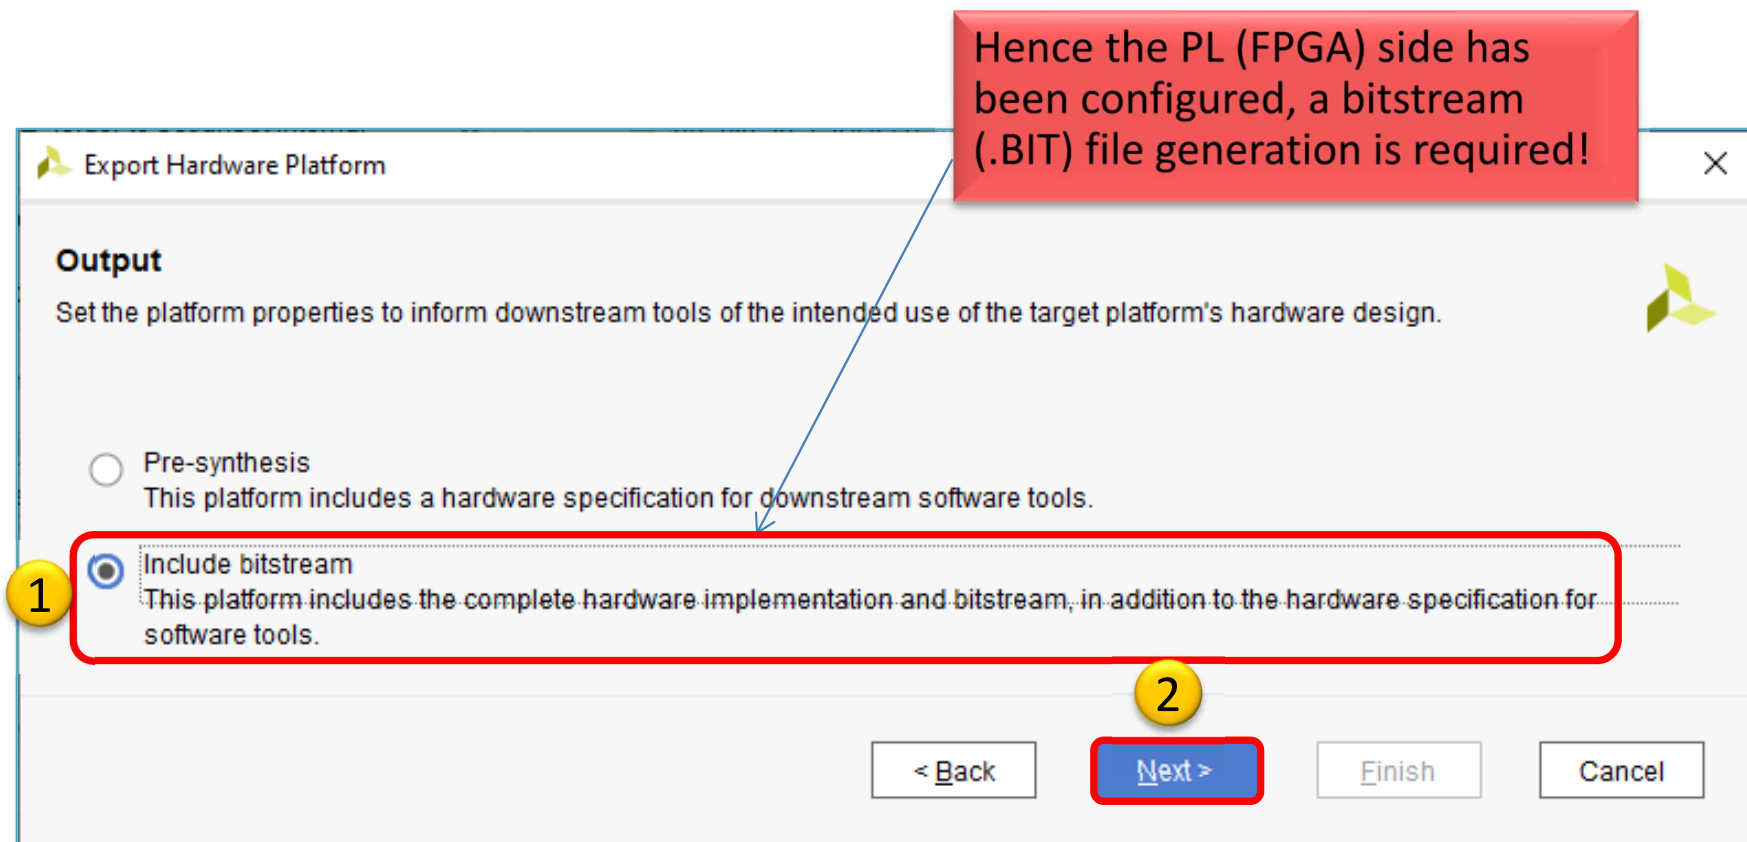 Hence the PL (FPGA) side has
been configured, a bitstream
(.BIT) file generation is required!
Export Hardware Platform
Output
Set the platform properties to inform downstream tools of the intended use of the target platform's hardware design.
Pre-synthesis
This platform includes a hardware specification for downstream software tools.
1
Include bitstream
This platform includes the complete hardware implementation and bitstream, in addition to the hardware specification for
software tools.
2
< Back
Next >
Finish
Cancel